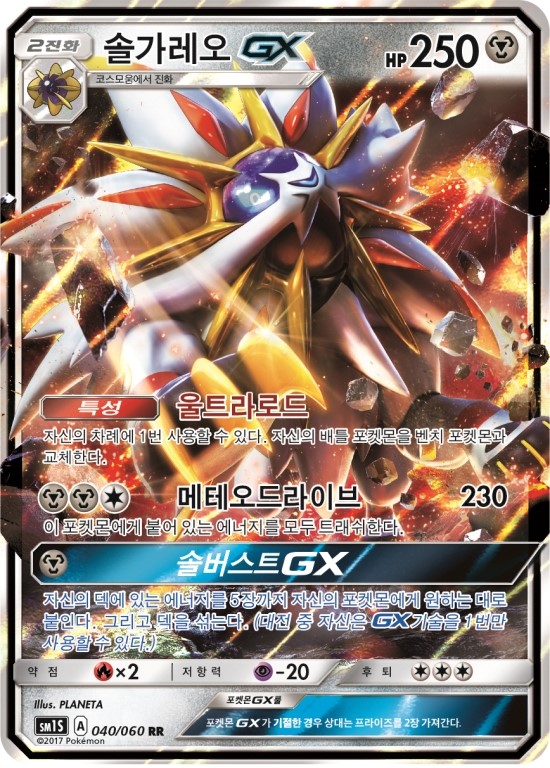 2진화 솔가레오 GX HP 250
코스모움에서 진화
특성 울트라로드
자신의 차례에 1번 사용할 수 있다. 자신의 배틀 포켓몬을 벤치 포켓몬과
교체한다.
메테오드라이브 230
이 포켓몬에게 붙어 있는 에너지를 모두 트래쉬한다.
솔버스트GX
자신의 덱에 있는 에너지를 5장까지 자신의 포켓몬에게 원하는 대로
붙인다. 그리고 덱을 섞는다. (대전 중 자신은 GX기술을 1번만
사용할 수 있다.)
약점 ×2 저항력 -20 후퇴
Illus. PLANETA
포켓몬GX룰
SM1S A 040/060 RR
포켓몬GX가 기절한 경우 상대는 프라이즈를 2장 가져간다.
©2017 Pokémon